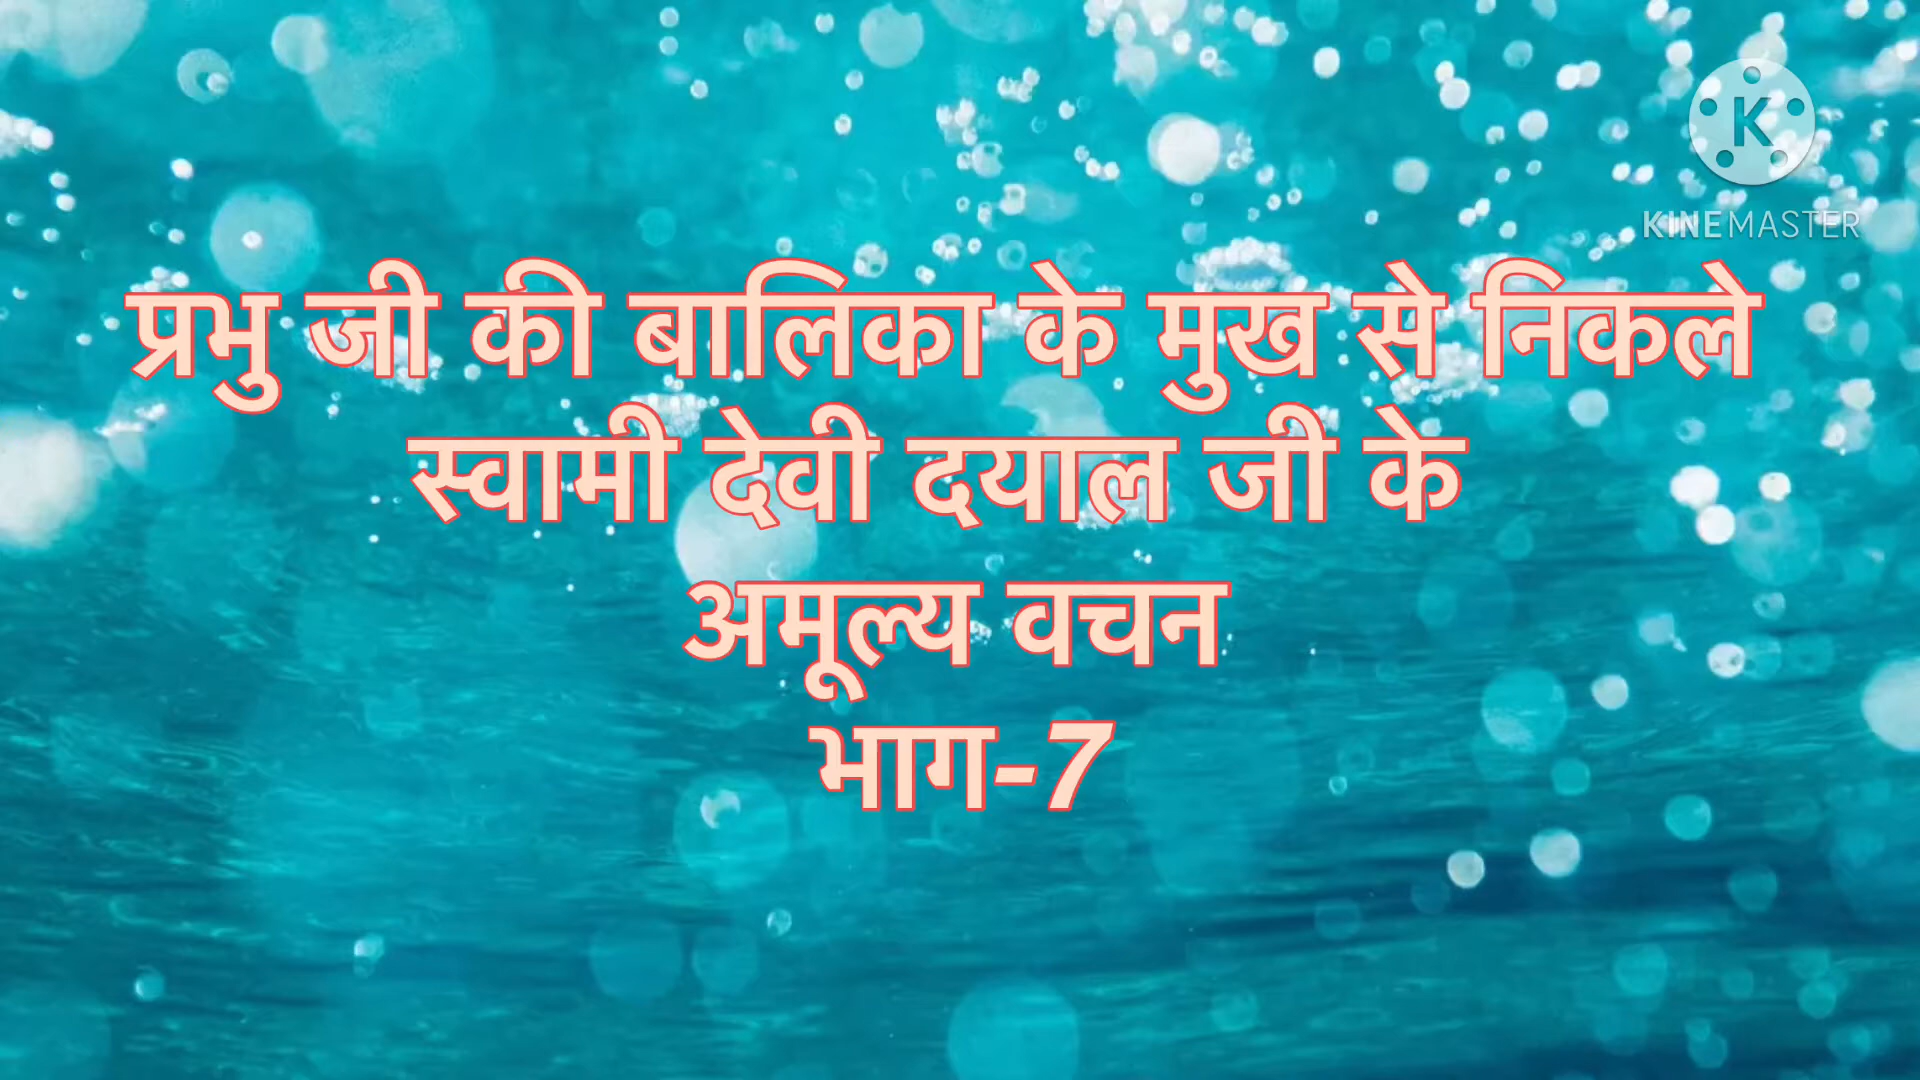 K
KINEMASTER
प्रभु जी की बालिका के मुख से निकले
स्वामी देवी दयाल जी के
अमूल्य वचन
भाग-7